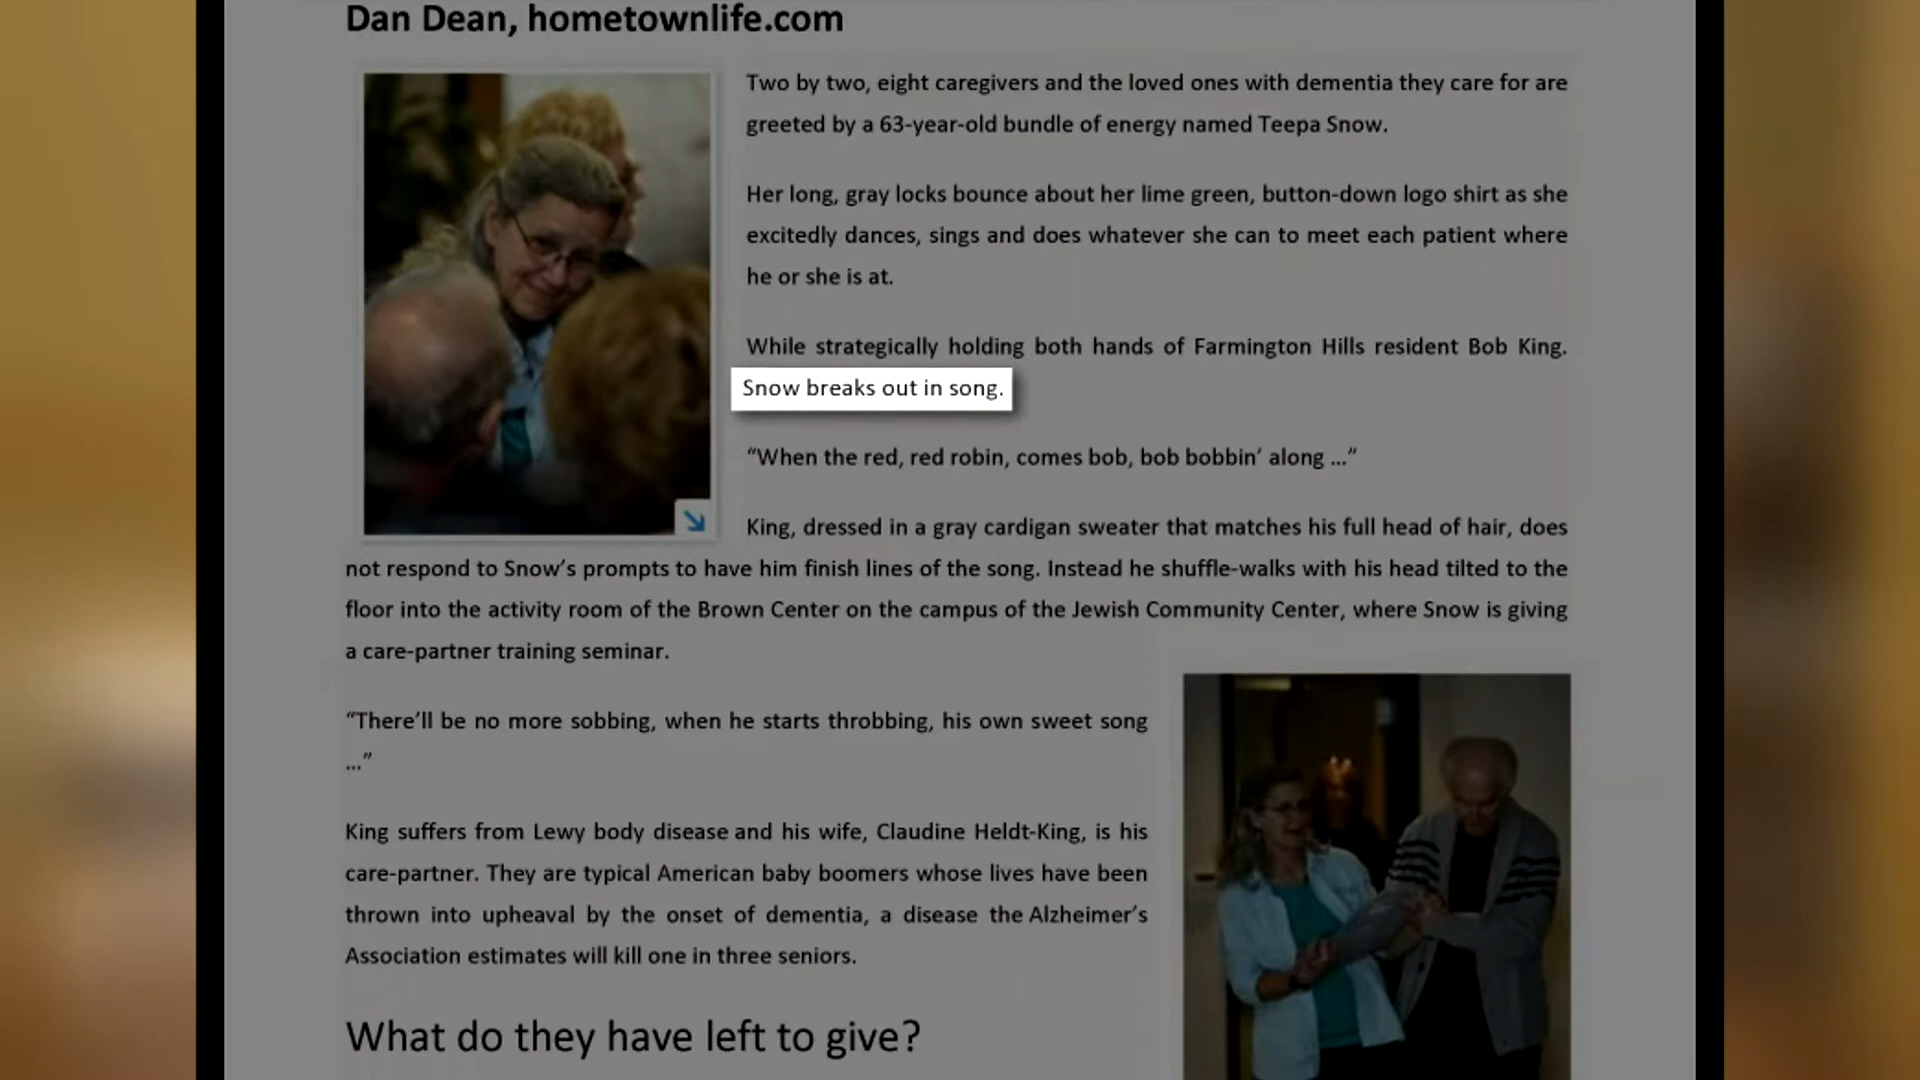 Dan Dean, hometownlife.com
Two by two, eight caregivers and the loved ones with dementia they care for are
greeted by a 63-year-old bundle of energy named Teepa Snow.
Her long, gray locks bounce about her lime green, button-down logo shirt as she
excitedly dances, sings and does whatever she can to meet each patient where
he or she is at.
While strategically holding both hands of Farmington Hills resident Bob King.
Snow breaks out in song.
“When the red, red robin, comes bob, bob bobbin’ along ...”
King, dressed in a gray cardigan sweater that matches his full head of hair, does
not respond to Snow’s prompts to have him finish lines of the song. Instead he shuffle-walks with his head tilted to the
floor into the activity room of the Brown Center on the campus of the Jewish Community Center, where Snow is giving
a care-partner training seminar.
“There’ll be no more sobbing, when he starts throbbing, his own sweet song
...”
King suffers from Lewy body disease and his wife, Claudine Heldt-King, is his
care-partner. They are typical American baby boomers whose lives have been
thrown into upheaval by the onset of dementia, a disease the Alzheimer’s
Association estimates will kill one in three seniors.
What do they have left to give?